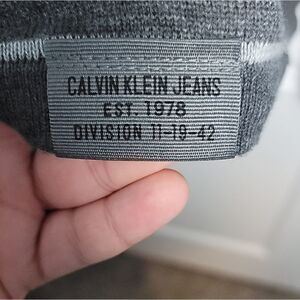 CALVIN KLEIN JEANS
EST. 1978
DIVISION 11-19-42